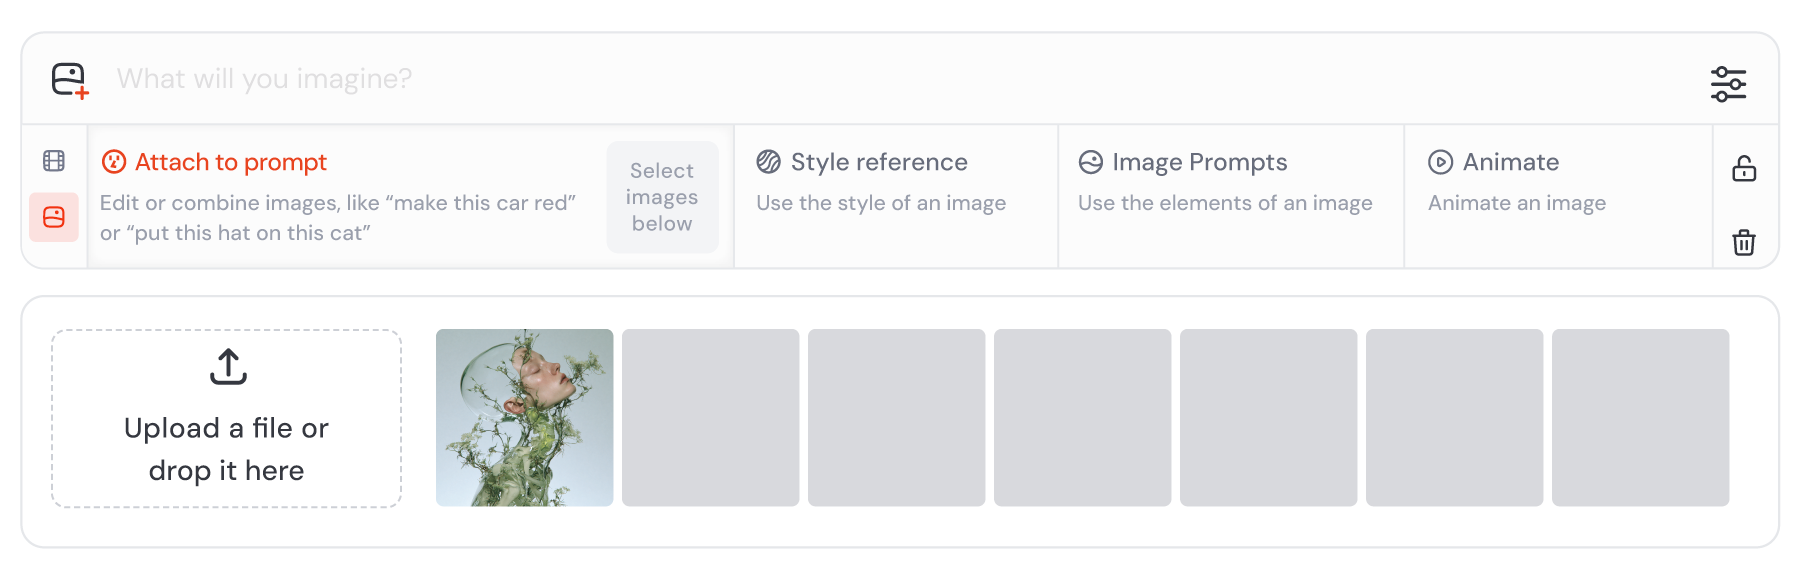 What will you imagine?
Attach to prompt
Edit or combine images, like “make this car red”
or “put this hat on this cat”
Select
images
below
Style reference
Use the style of an image
Image Prompts
Use the elements of an image
Animate
Animate an image
Upload a file or
drop it here